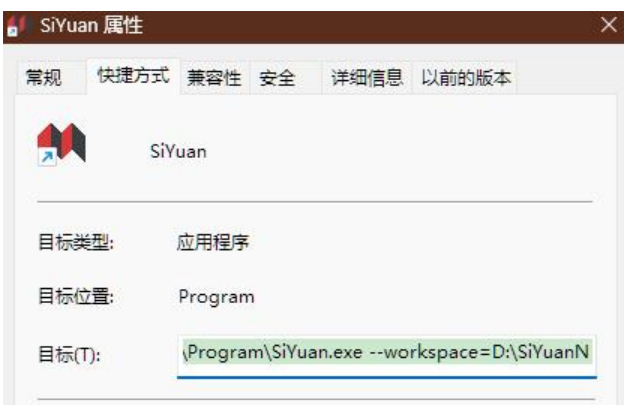 SiYuan 属性
常规 快捷方式 兼容性 安全 详细信息 以前的版本
SiYuan
目标类型: 应用程序
目标位置: Program
目标(T): \Program\SiYuan.exe --workspace=D:\SiYuanN